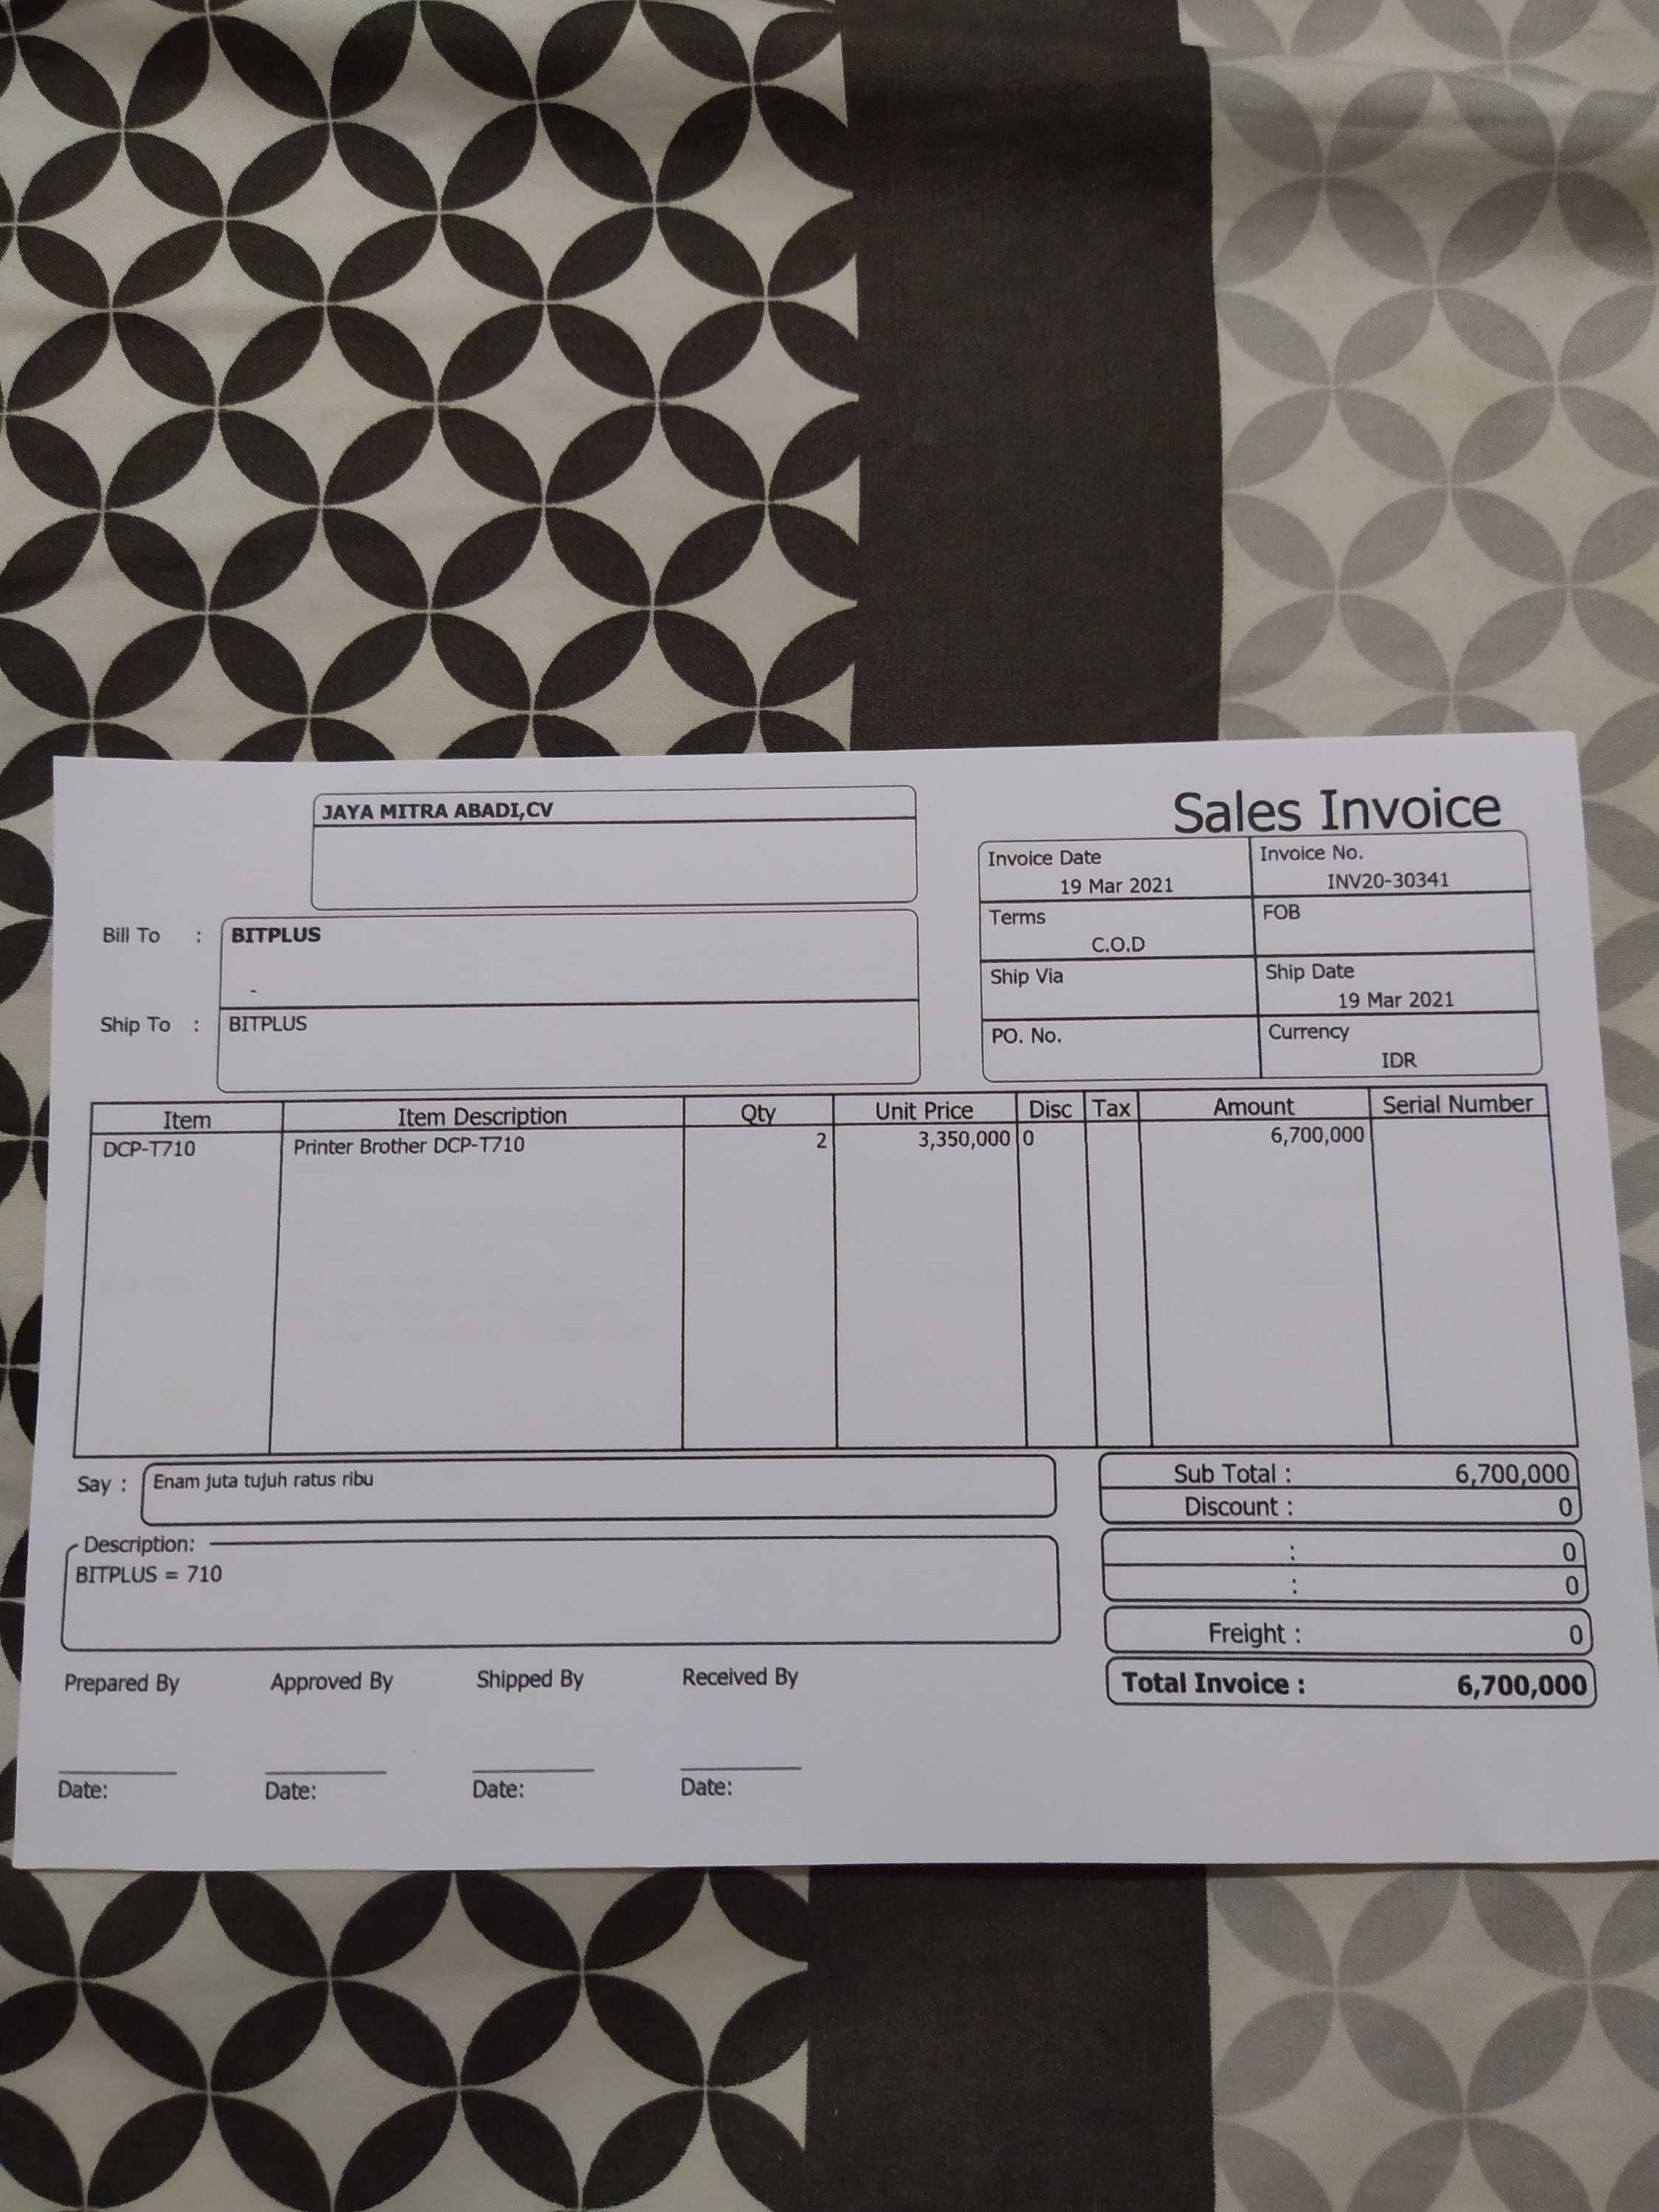 JAYA MITRA ABADI,CV
Sales Invoice
Invoice Date
19 Mar 2021
Invoice No.
INV20-30341
Terms
C.O.D
FOB
Ship Via
Ship Date
19 Mar 2021
PO. No.
Currency
IDR
Bill To : BITPLUS
-
Ship To : BITPLUS
Item Item Description Qty Unit Price Disc Tax Amount Serial Number
DCP-T710 Printer Brother DCP-T710 2 3,350,000 0 6,700,000
Say : Enam juta tujuh ratus ribu
Description:
BITPLUS = 710
Sub Total : 6,700,000
Discount : 0
: 0
: 0
Freight : 0
Total Invoice : 6,700,000
Prepared By Approved By Shipped By Received By
Date: Date: Date: Date: